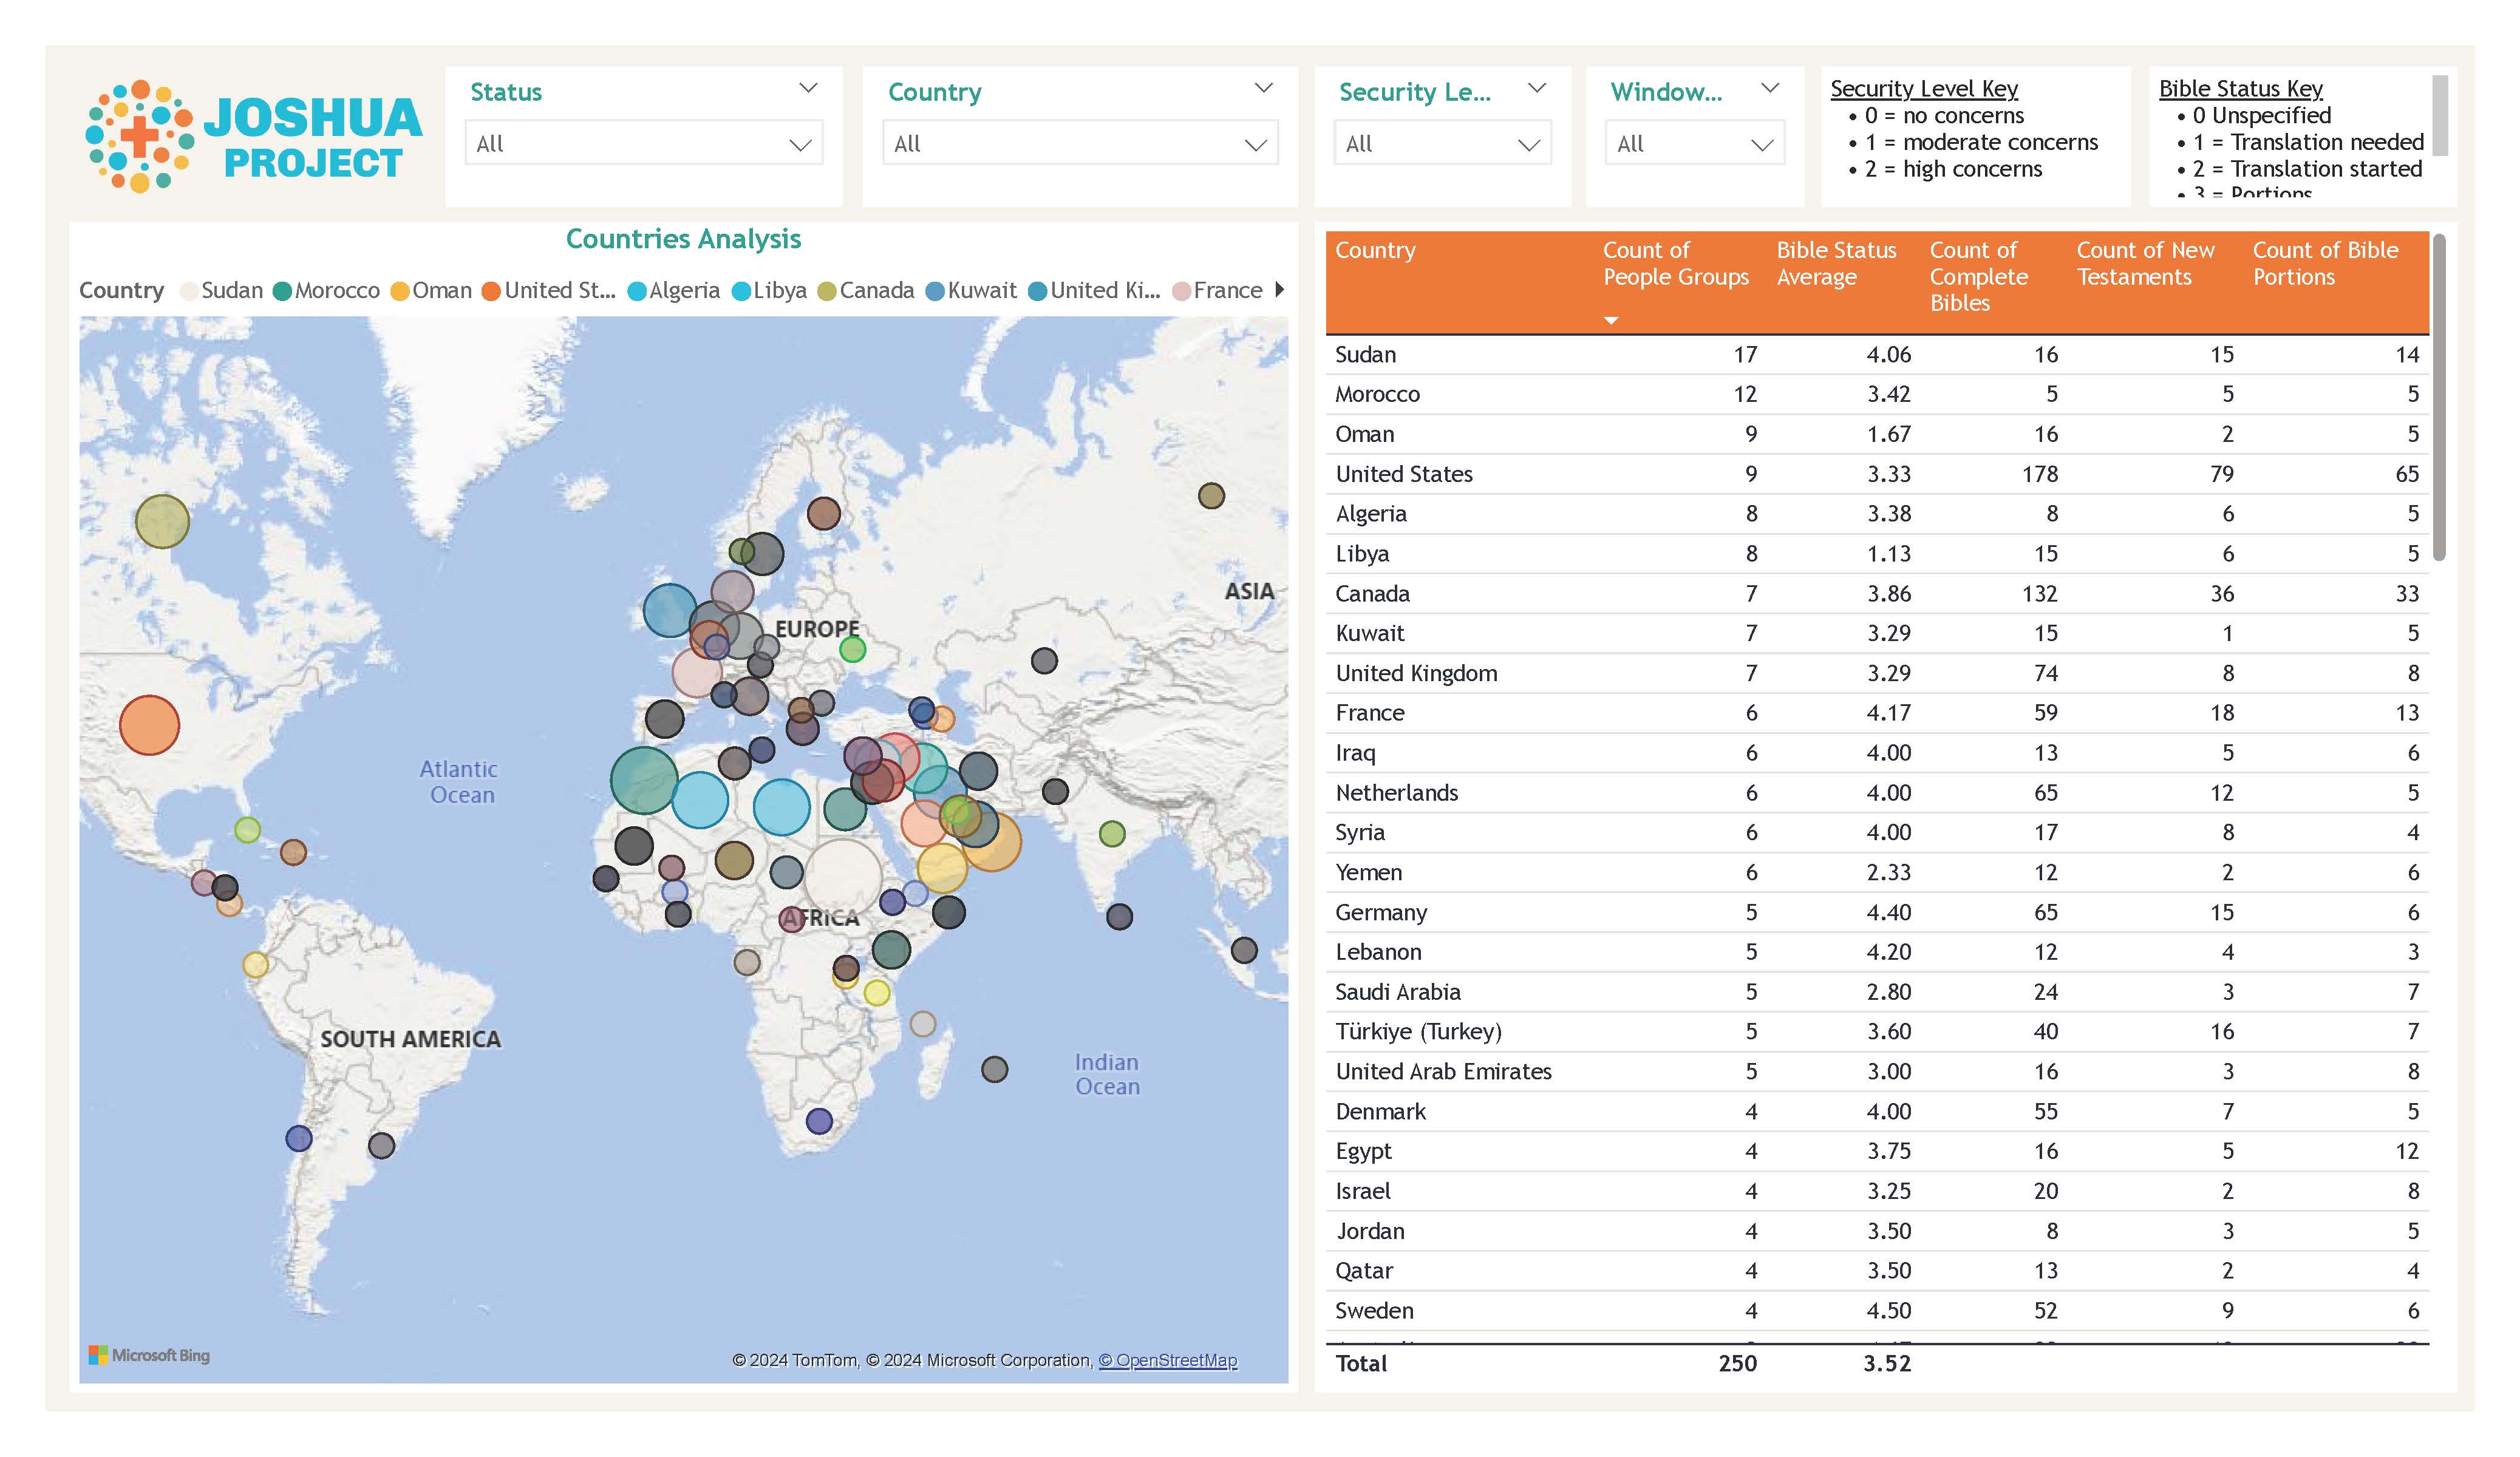 JOSHUA
PROJECT
Status
All
Country
All
Security Le...
All
Window...
All
Security Level Key
• 0 = no concerns
• 1 = moderate concerns
• 2 = high concerns
Bible Status Key
• 0 Unspecified
• 1 = Translation needed
• 2 = Translation started
• 3 = Portions
Countries Analysis
Country Sudan Morocco Oman United St... Algeria Libya Canada Kuwait United Ki... France
ASIA
EUROPE
Atlantic
Ocean
AFRICA
SOUTH AMERICA
Indian
Ocean
Microsoft Bing
© 2024 TomTom, © 2024 Microsoft Corporation, © OpenStreetMap
Country Count of People Groups Bible Status Average Count of Complete Bibles Count of New Testaments Count of Bible Portions
Sudan 17 4.06 16 15 14
Morocco 12 3.42 5 5 5
Oman 9 1.67 16 2 5
United States 9 3.33 178 79 65
Algeria 8 3.38 8 6 5
Libya 8 1.13 15 6 5
Canada 7 3.86 132 36 33
Kuwait 7 3.29 15 1 5
United Kingdom 7 3.29 74 8 8
France 6 4.17 59 18 13
Iraq 6 4.00 13 5 6
Netherlands 6 4.00 65 12 5
Syria 6 4.00 17 8 4
Yemen 6 2.33 12 2 6
Germany 5 4.40 65 15 6
Lebanon 5 4.20 12 4 3
Saudi Arabia 5 2.80 24 3 7
Türkiye (Turkey) 5 3.60 40 16 7
United Arab Emirates 5 3.00 16 3 8
Denmark 4 4.00 55 7 5
Egypt 4 3.75 16 5 12
Israel 4 3.25 20 2 8
Jordan 4 3.50 8 3 5
Qatar 4 3.50 13 2 4
Sweden 4 4.50 52 9 6
Total 250 3.52